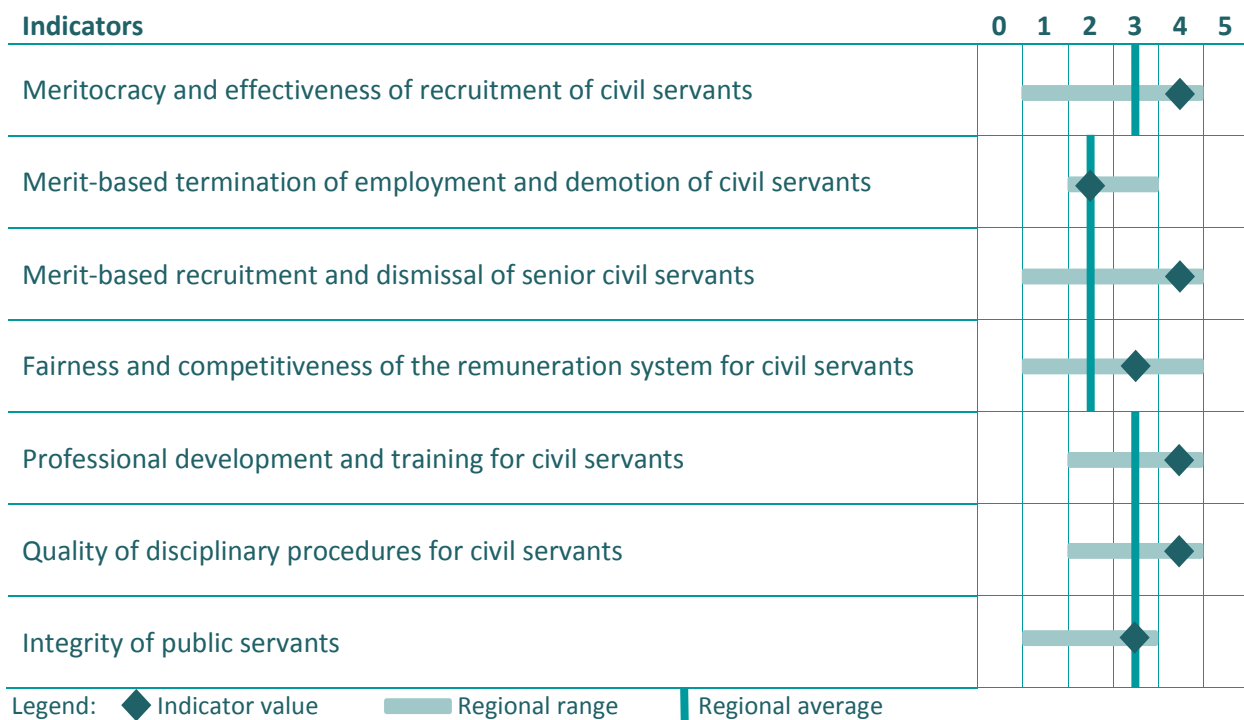 Indicators 0 1 2 3 4 5
Meritocracy and effectiveness of recruitment of civil servants
Merit-based termination of employment and demotion of civil servants
Merit-based recruitment and dismissal of senior civil servants
Fairness and competitiveness of the remuneration system for civil servants
Professional development and training for civil servants
Quality of disciplinary procedures for civil servants
Integrity of public servants
Legend: Indicator value Regional range Regional average